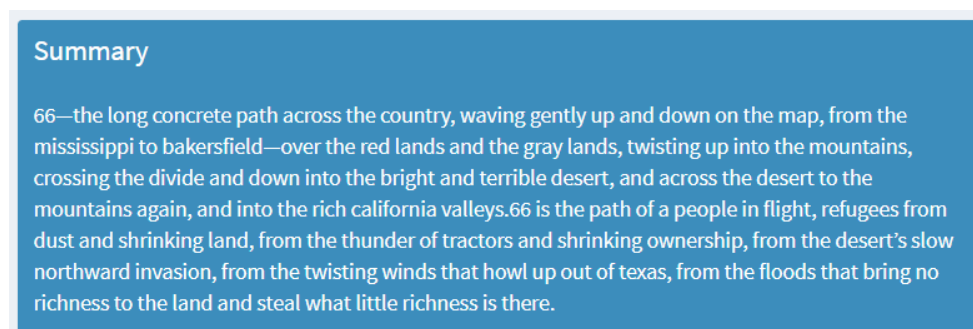 Summary
66—the long concrete path across the country, waving gently up and down on the map, from the
mississippi to bakersfield—over the red lands and the gray lands, twisting up into the mountains,
crossing the divide and down into the bright and terrible desert, and across the desert to the
mountains again, and into the rich california valleys.66 is the path of a people in flight, refugees from
dust and shrinking land, from the thunder of tractors and shrinking ownership, from the desert’s slow
northward invasion, from the twisting winds that howl up out of texas, from the floods that bring no
richness to the land and steal what little richness is there.